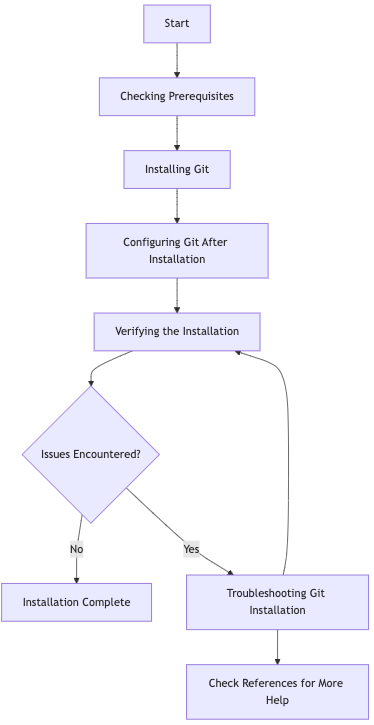 Start
Checking Prerequisites
Installing Git
Configuring Git After
Installation
Verifying the Installation
Issues Encountered?
No
Yes
Installation Complete
Troubleshooting Git
Installation
Check References for More
Help